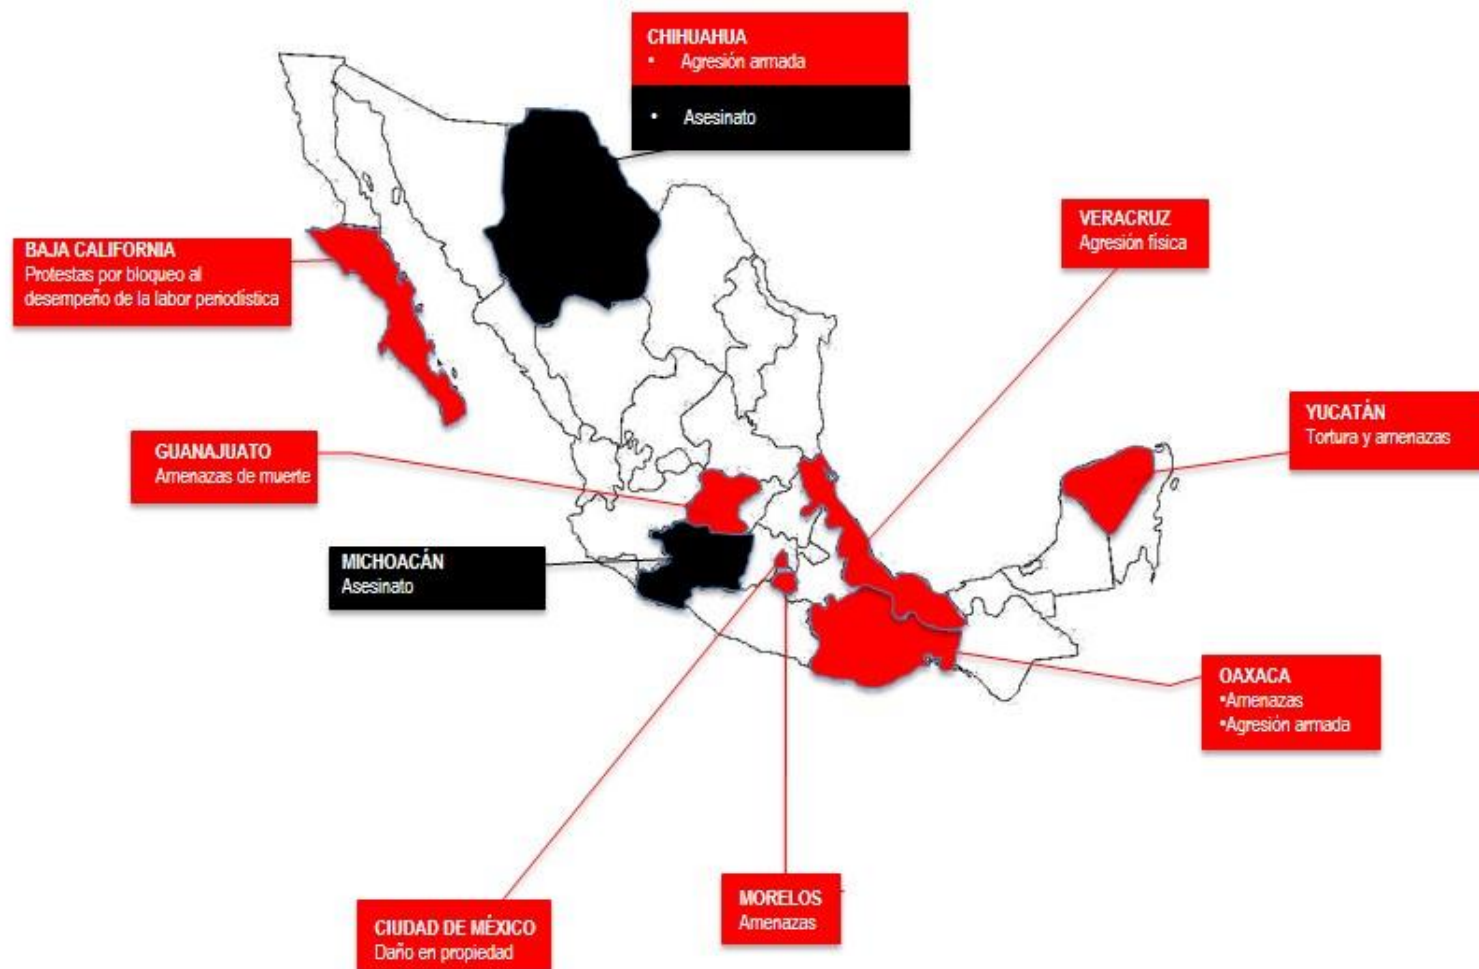 CHIHUAHUA
• Agresión armada
• Asesinato
VERACRUZ
Agresión física
BAJA CALIFORNIA
Protestas por bloqueo al
desempeño de la labor periodística
YUCATÁN
Tortura y amenazas
GUANAJUATO
Amenazas de muerte
MICHOACÁN
Asesinato
OAXACA
•Amenazas
•Agresión armada
MORELOS
Amenazas
CIUDAD DE MÉXICO
Daño en propiedad